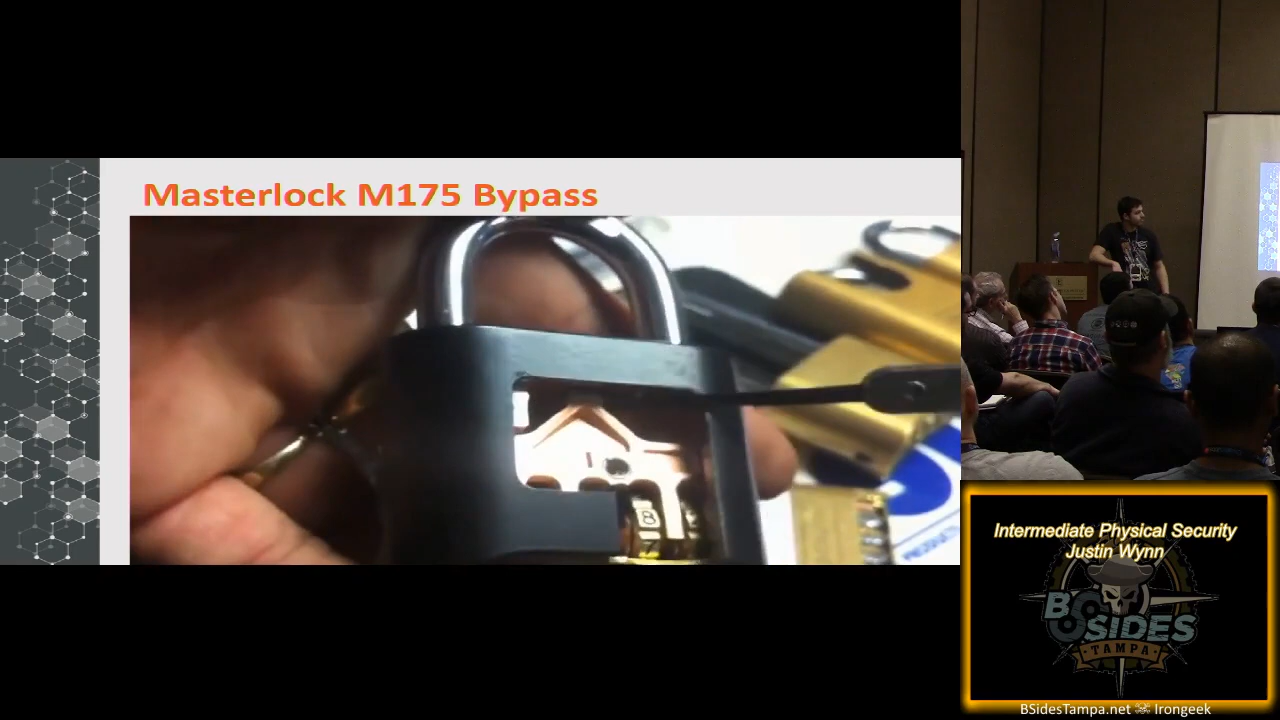 Masterlock M175 Bypass
8
Intermediate Physical Security
Justin Wynn
BSIDES
TAMPA
BSidesTampa.net Irongeek